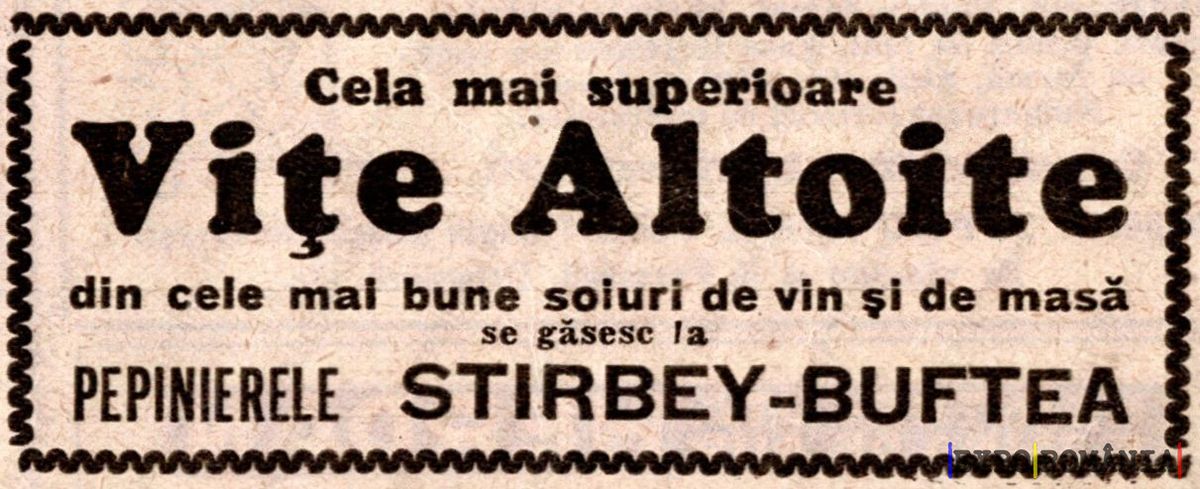 Cela mai superioare
Viţe Altoite
din cele mai bune soiuri de vin şi de masă
se găsesc la
PEPINIERELE STIRBEY-BUFTEA
ROMÂNIA